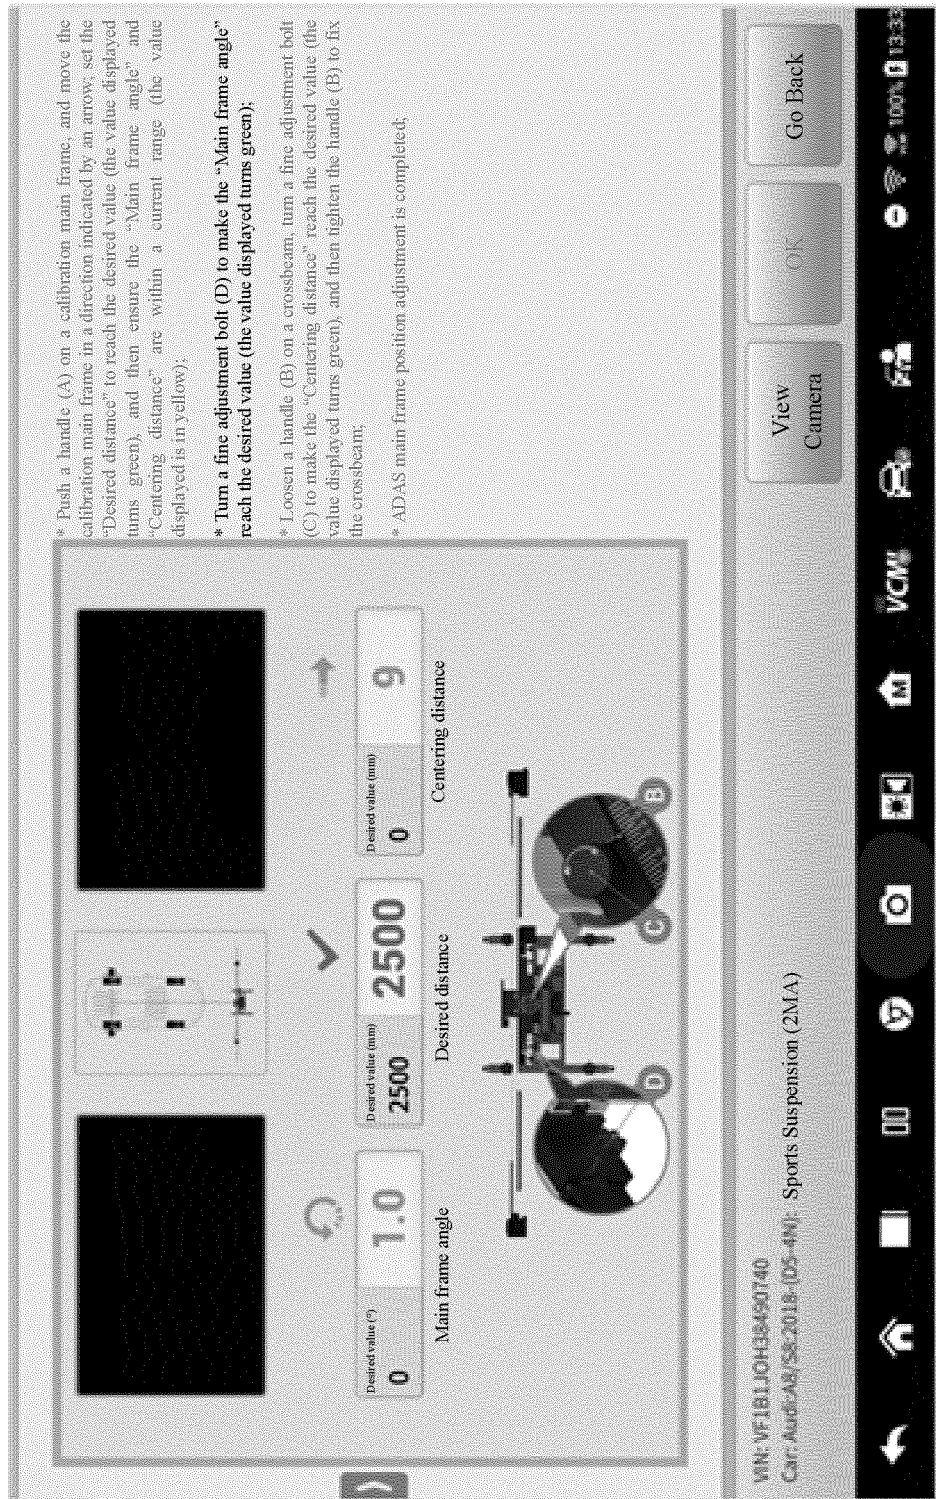 * Push a handle (A) on a calibration main frame, and move the
calibration main frame in a direction indicated by an arrow; set the
“Desired distance” to reach the desired value (the value displayed
turns green), and then ensure the “Main frame angle” and
“Centering distance” are within a current range (the value
displayed is in yellow);
* Turn a fine adjustment bolt (D) to make the “Main frame angle”
reach the desired value (the value displayed turns green);
* Loosen a handle (B) on a crossbeam, turn a fine adjustment bolt
(C) to make the “Centering distance” reach the desired value (the
value displayed turns green), and then tighten the handle (B) to fix
the crossbeam;
* ADAS main frame position adjustment is completed;
Desired value (°)
0
1.0
Main frame angle
Desired value (mm)
2500
2500
Desired distance
Desired value (mm)
0
9
Centering distance
D
C
B
VIN: VF1B1JOH38490740
Car: Audi:A8/S8:2018-(D5-4N): Sports Suspension (2MA)
View
Camera
OK
Go Back
VCMI
M
100% 13:33